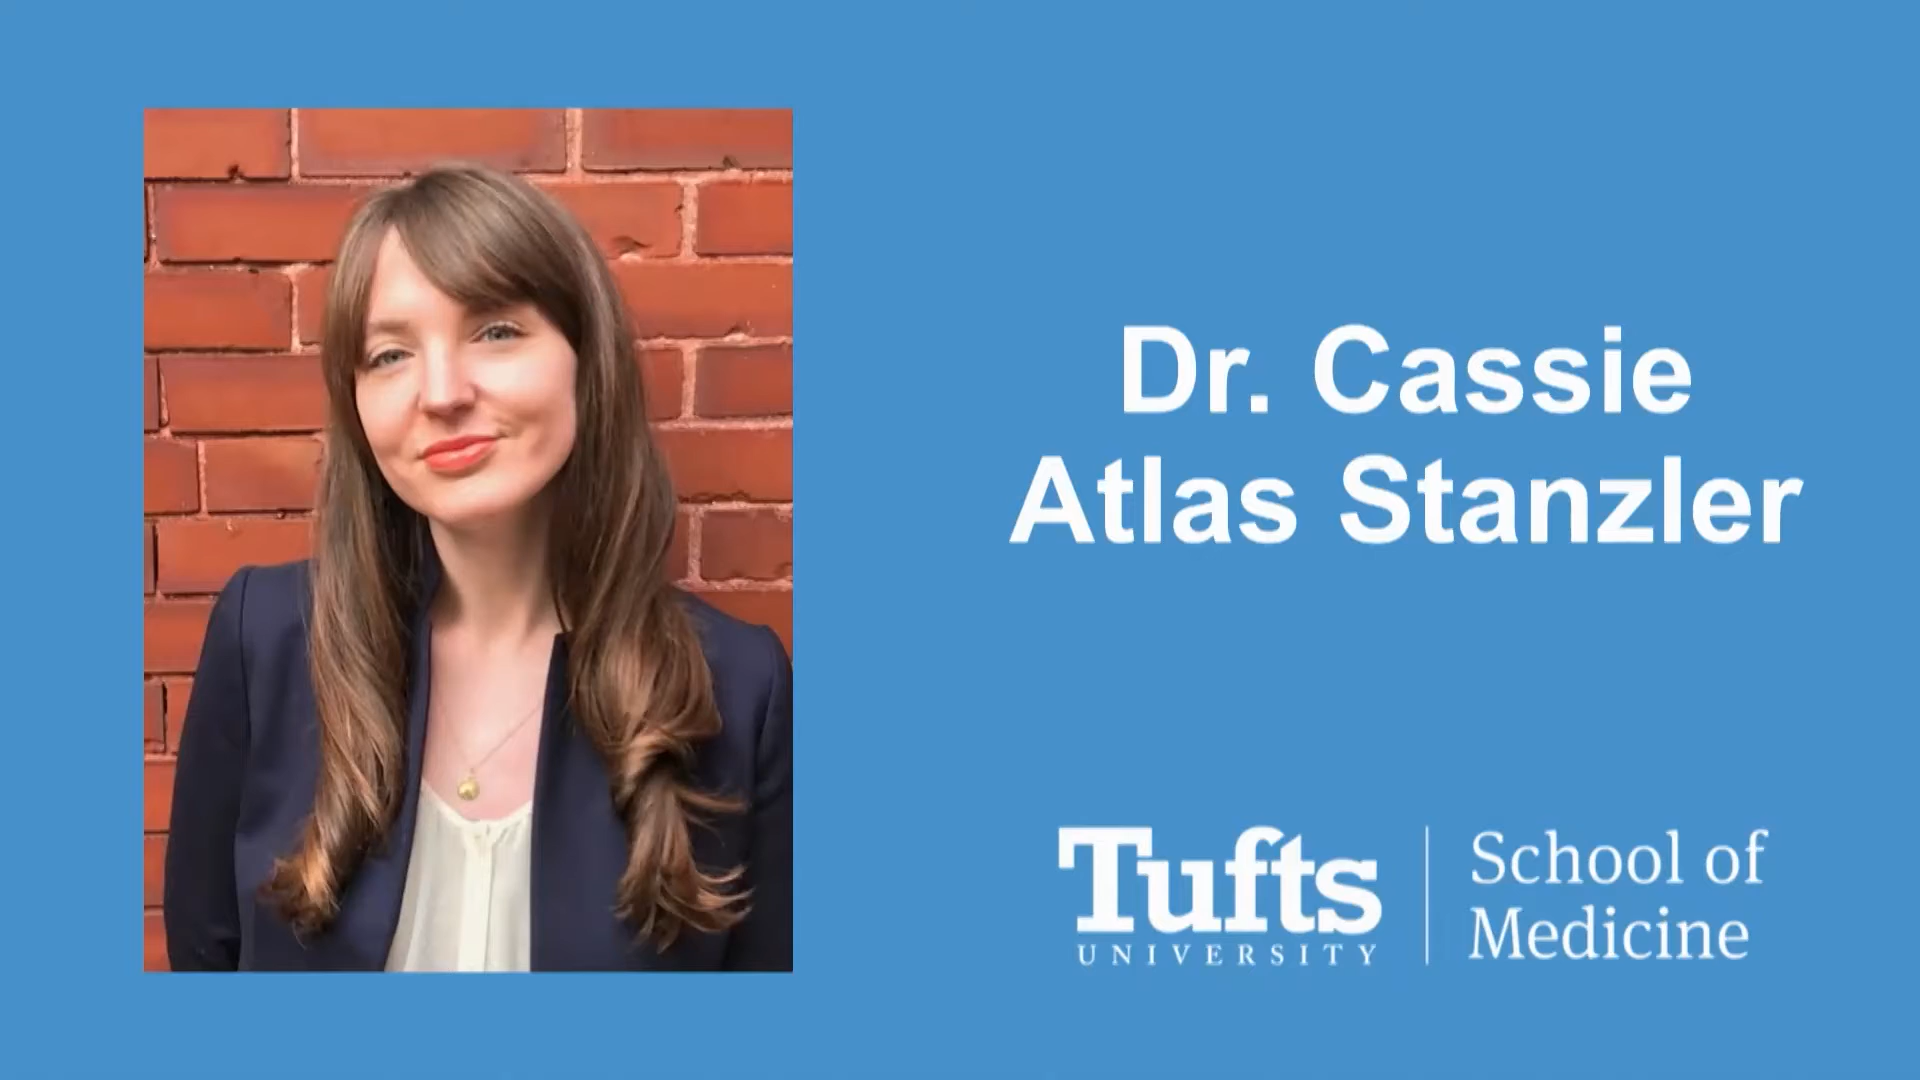 Dr. Cassie
Atlas Stanzler
Tufts
UNIVERSITY
School of
Medicine